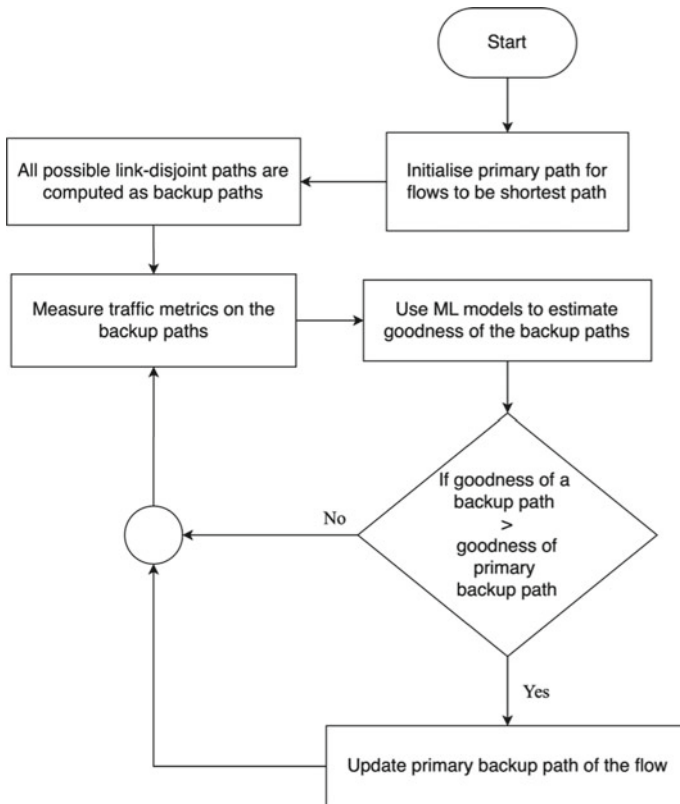 Start
Initialise primary path for
flows to be shortest path
All possible link-disjoint paths are
computed as backup paths
Measure traffic metrics on the
backup paths
Use ML models to estimate
goodness of the backup paths
If goodness of a
backup path
>
goodness of
primary
backup path
No
Yes
Update primary backup path of the flow